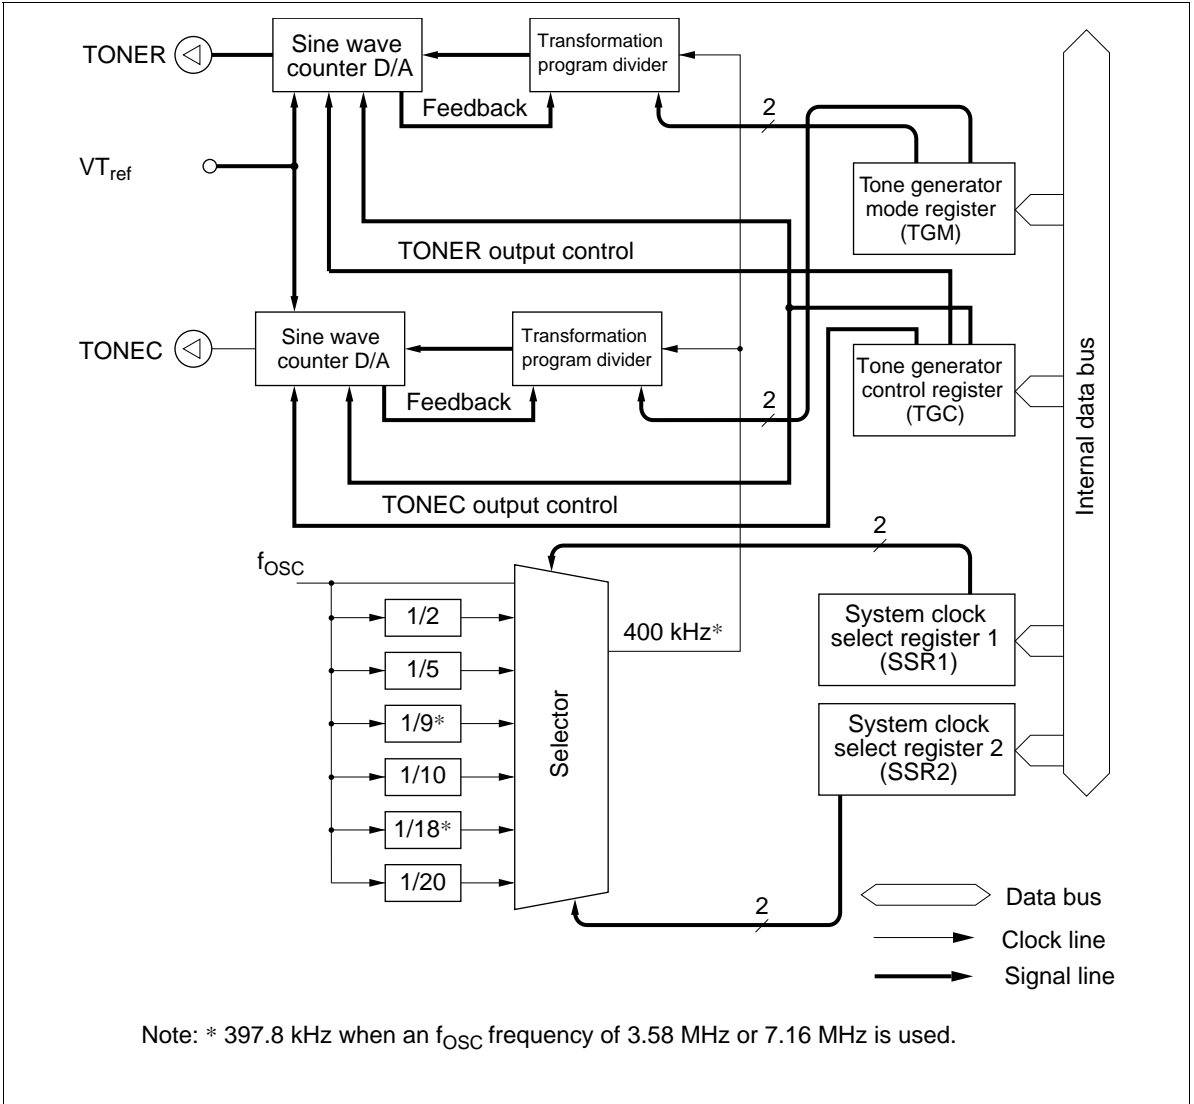 TONER
Sine wave
counter D/A
Transformation
program divider
Feedback
2
VTref
Tone generator
mode register
(TGM)
TONER output control
TONEC
Sine wave
counter D/A
Transformation
program divider
Feedback
2
Tone generator
control register
(TGC)
Internal data bus
TONEC output control
2
fOSC
1/2
1/5
1/9*
1/10
1/18*
1/20
Selector
400 kHz*
System clock
select register 1
(SSR1)
System clock
select register 2
(SSR2)
2
Data bus
Clock line
Signal line
Note: * 397.8 kHz when an fOSC frequency of 3.58 MHz or 7.16 MHz is used.